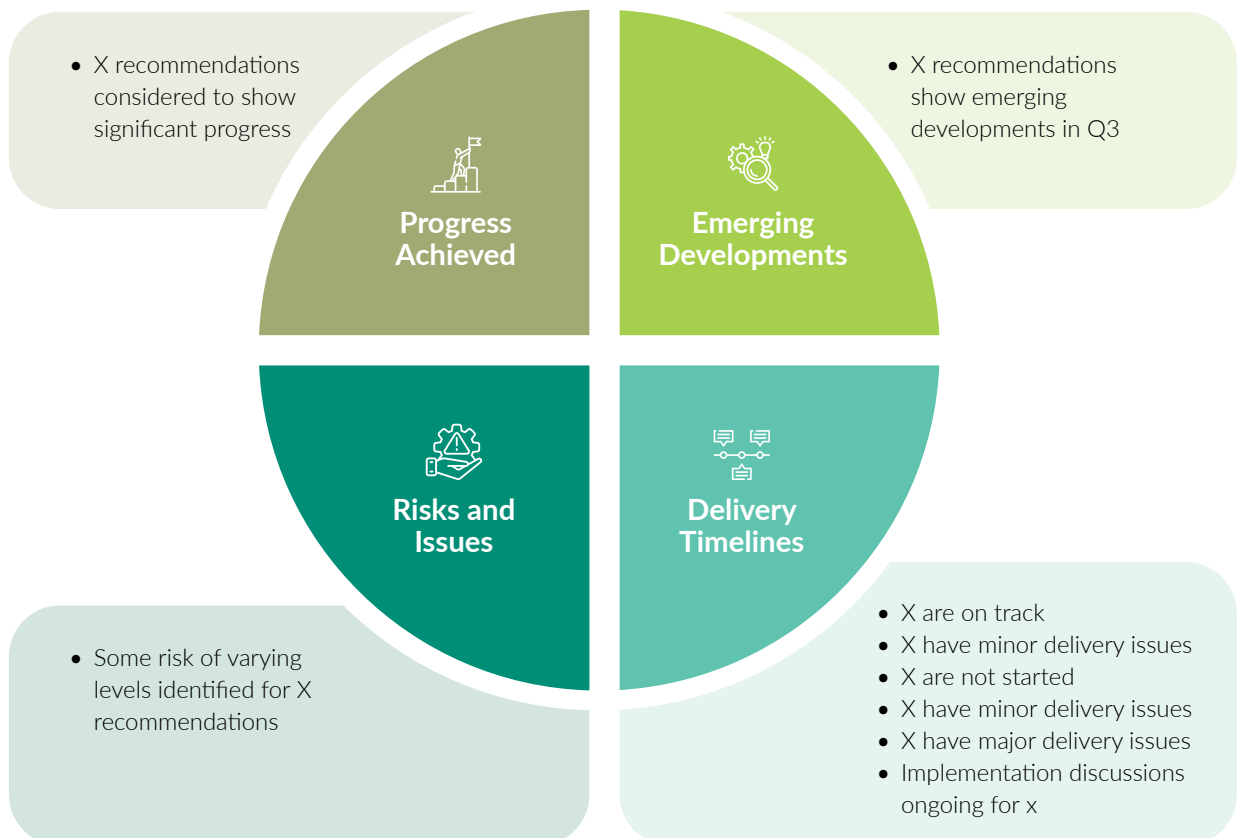 • X recommendations
considered to show
significant progress
Progress
Achieved
Emerging
Developments
• X recommendations
show emerging
developments in Q3
Risks and
Issues
• Some risk of varying
levels identified for X
recommendations
Delivery
Timelines
• X are on track
• X have minor delivery issues
• X are not started
• X have minor delivery issues
• X have major delivery issues
• Implementation discussions
ongoing for x